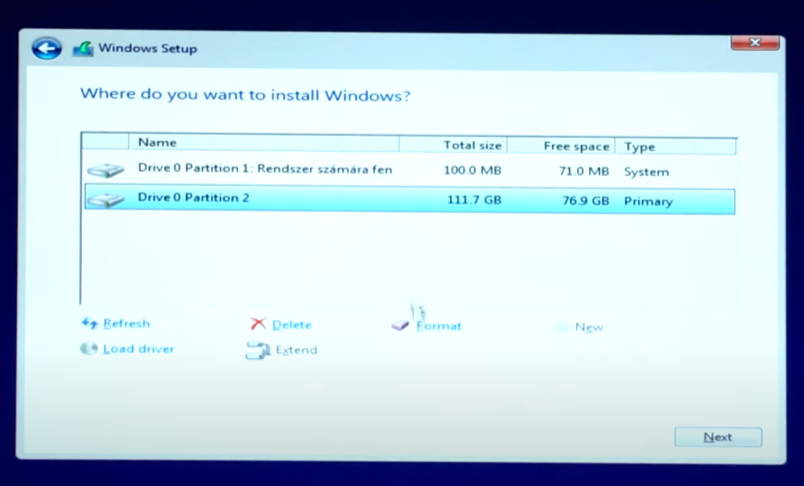 Windows Setup
Where do you want to install Windows?
Name Total size Free space Type
Drive 0 Partition 1: Rendszer számára fen 100.0 MB 71.0 MB System
Drive 0 Partition 2 111.7 GB 76.9 GB Primary
Refresh Delete Format New
Load driver Extend
Next